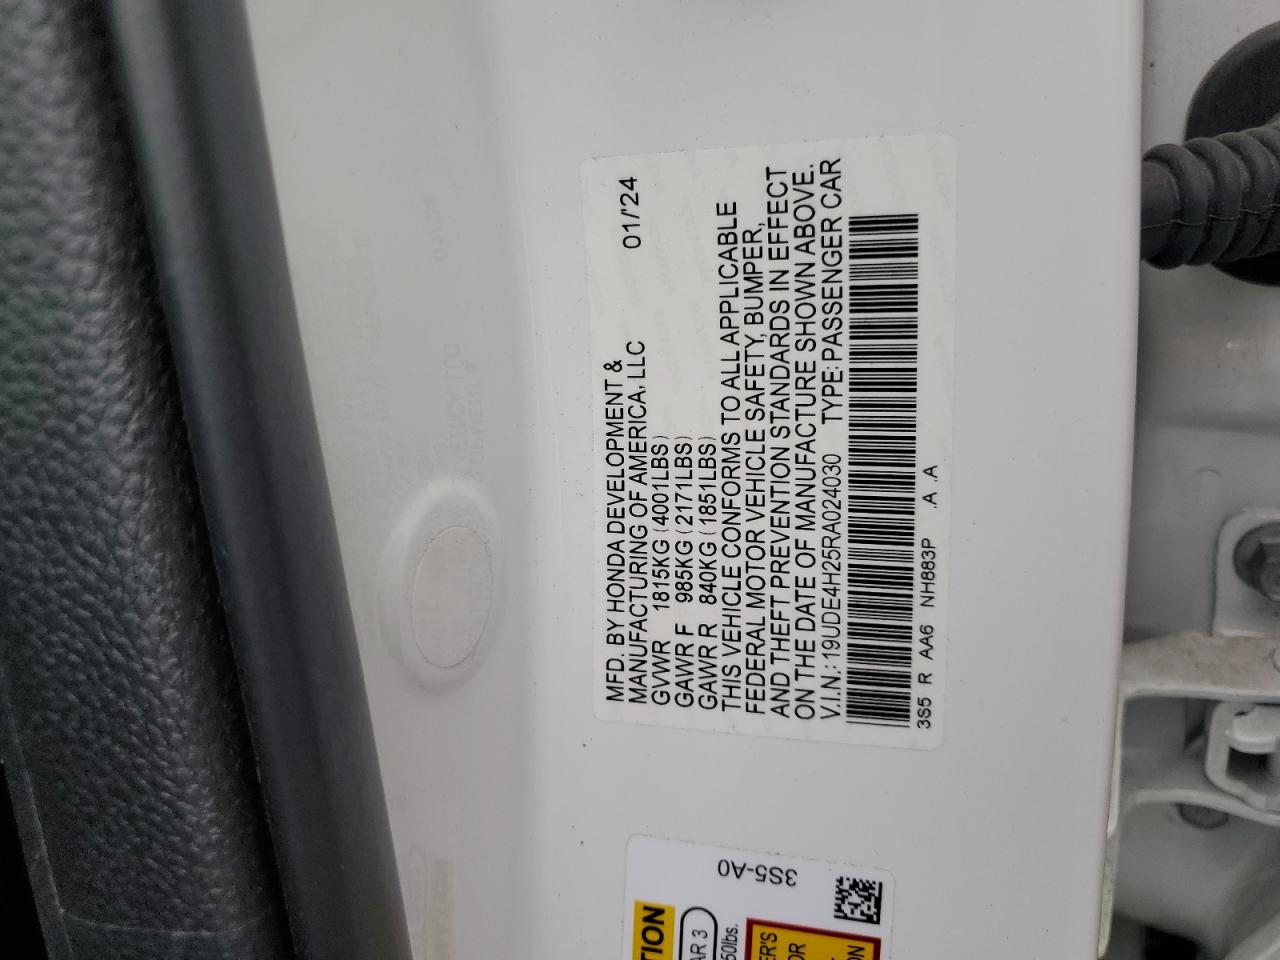 MFD. BY HONDA DEVELOPMENT &
MANUFACTURING OF AMERICA, LLC 01/'24
GVWR 1815KG (4001LBS)
GAWR F 985KG (2171LBS)
GAWR R 840KG (1851LBS)
THIS VEHICLE CONFORMS TO ALL APPLICABLE
FEDERAL MOTOR VEHICLE SAFETY, BUMPER,
AND THEFT PREVENTION STANDARDS IN EFFECT
ON THE DATE OF MANUFACTURE SHOWN ABOVE.
V.I.N.: 19UDE4H25RA024030 TYPE: PASSENGER CAR
3S5 R AA6 NH883P .A .A
3S5-A0